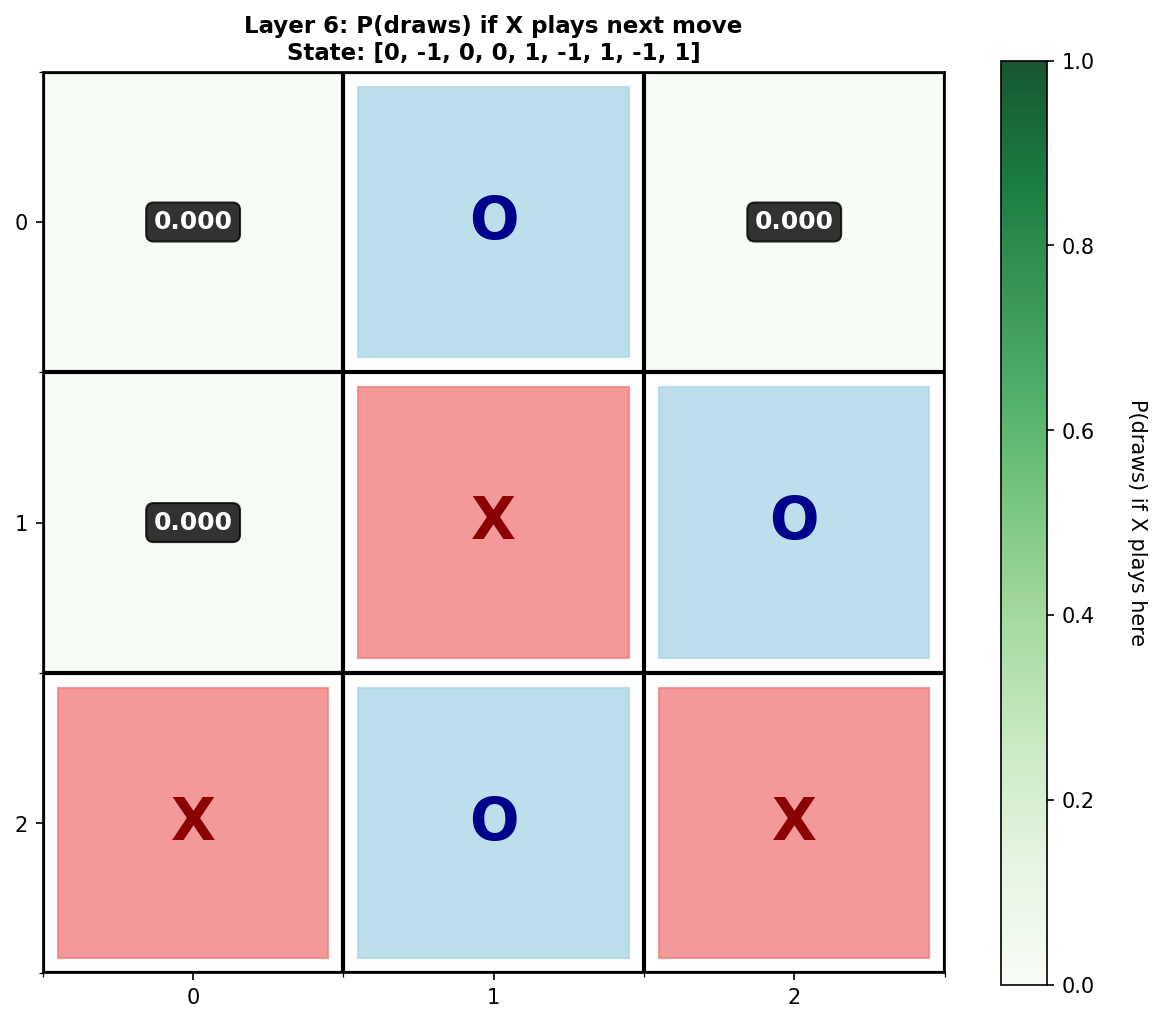 Layer 6: P(draws) if X plays next move
State: [0, -1, 0, 0, 1, -1, 1, -1, 1]
0.000 O 0.000
0.000 X O
X O X
0
1
2
0 1 2
1.0
0.8
0.6
0.4
0.2
0.0
P(draws) if X plays here